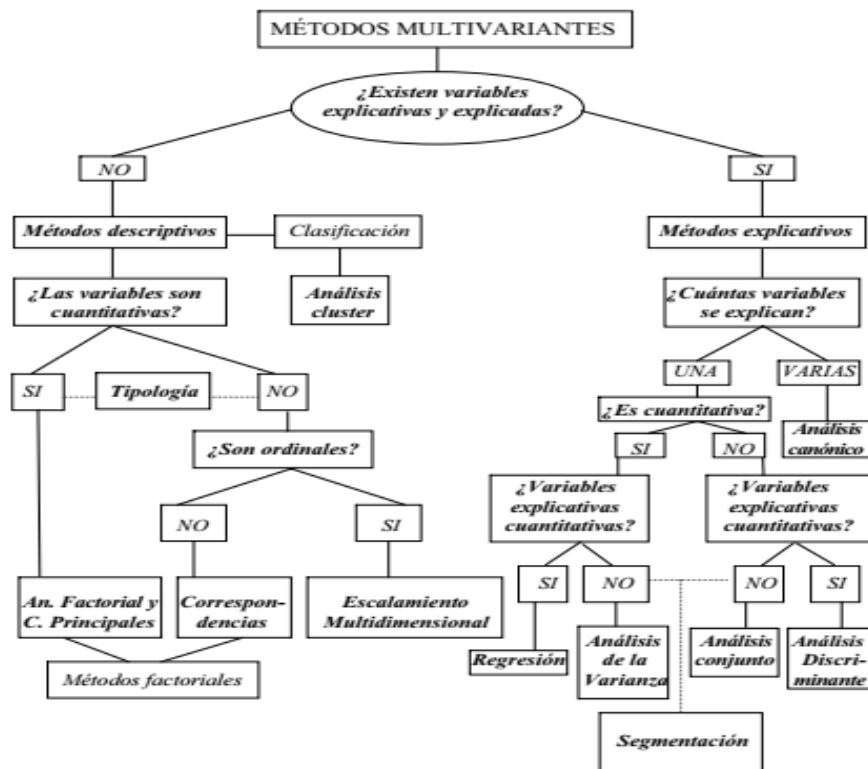 MÉTODOS MULTIVARIANTES
¿Existen variables
explicativas y explicadas?
NO
SI
Métodos descriptivos
Clasificación
Métodos explicativos
¿Las variables son
cuantitativas?
Análisis
cluster
¿Cuántas variables
se explican?
SI
Tipología
NO
UNA
VARIAS
¿Es cuantitativa?
Análisis
canónico
¿Son ordinales?
SI
NO
¿Variables
explicativas
cuantitativas?
¿Variables
explicativas
cuantitativas?
NO
SI
SI
NO
NO
SI
An. Factorial y
C. Principales
Correspon-
dencias
Escalamiento
Multidimensional
Regresión
Análisis
de la
Varianza
Análisis
conjunto
Análisis
Discri-
minante
Métodos factoriales
Segmentación